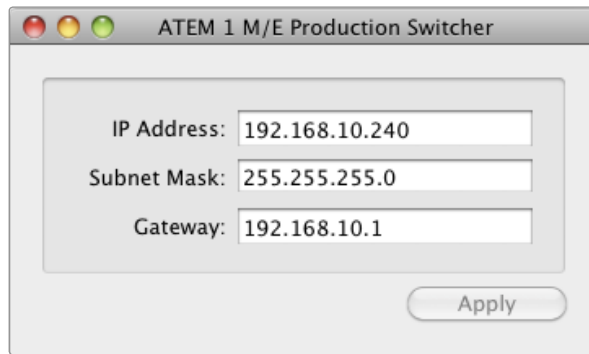 ATEM 1 M/E Production Switcher
IP Address: 192.168.10.240
Subnet Mask: 255.255.255.0
Gateway: 192.168.10.1
Apply